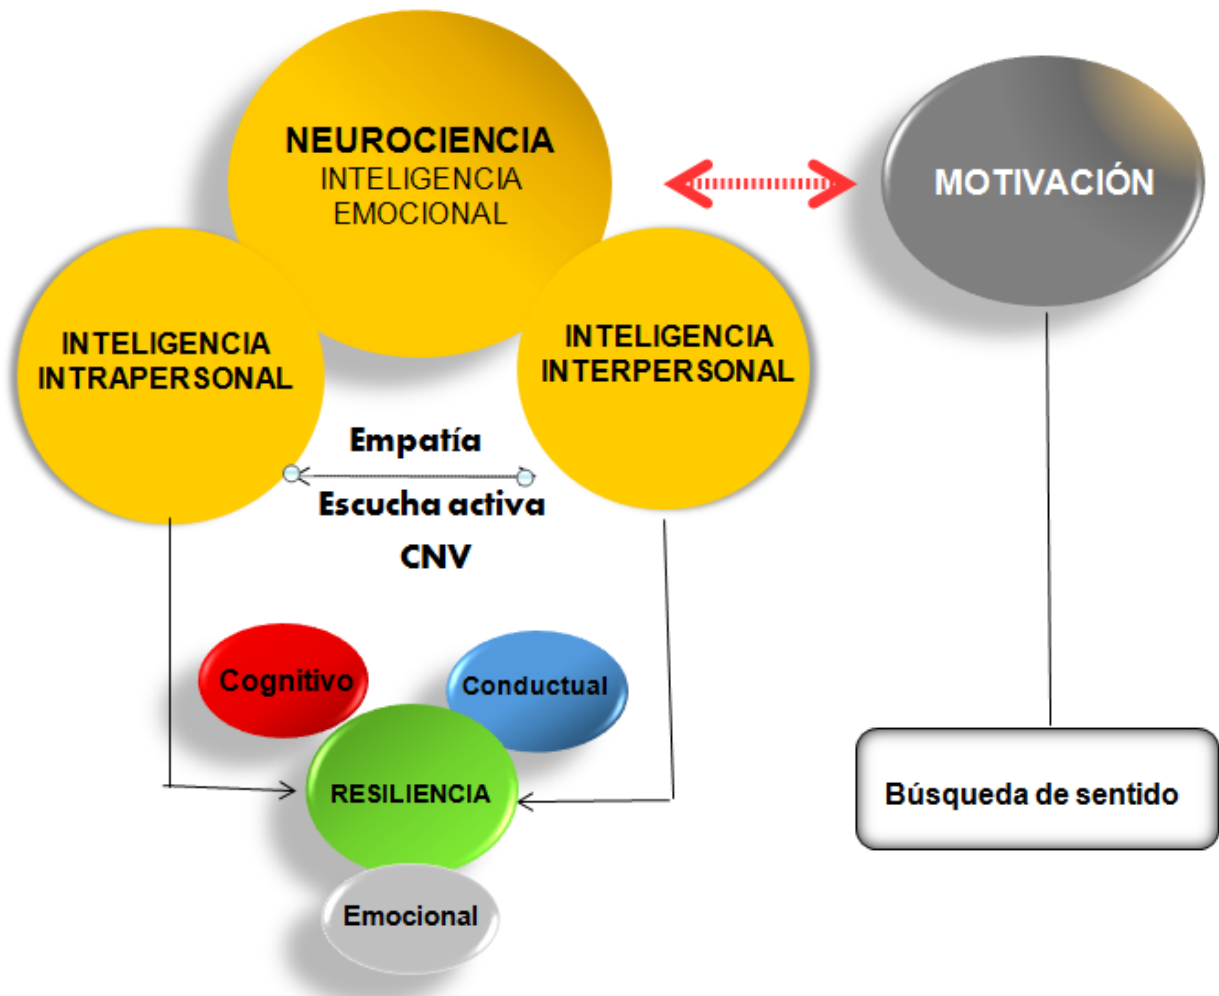 NEUROCIENCIA
INTELIGENCIA
EMOCIONAL
MOTIVACIÓN
INTELIGENCIA
INTRAPERSONAL
INTELIGENCIA
INTERPERSONAL
Empatía
Escucha activa
CNV
Cognitivo
Conductual
RESILIENCIA
Emocional
Búsqueda de sentido